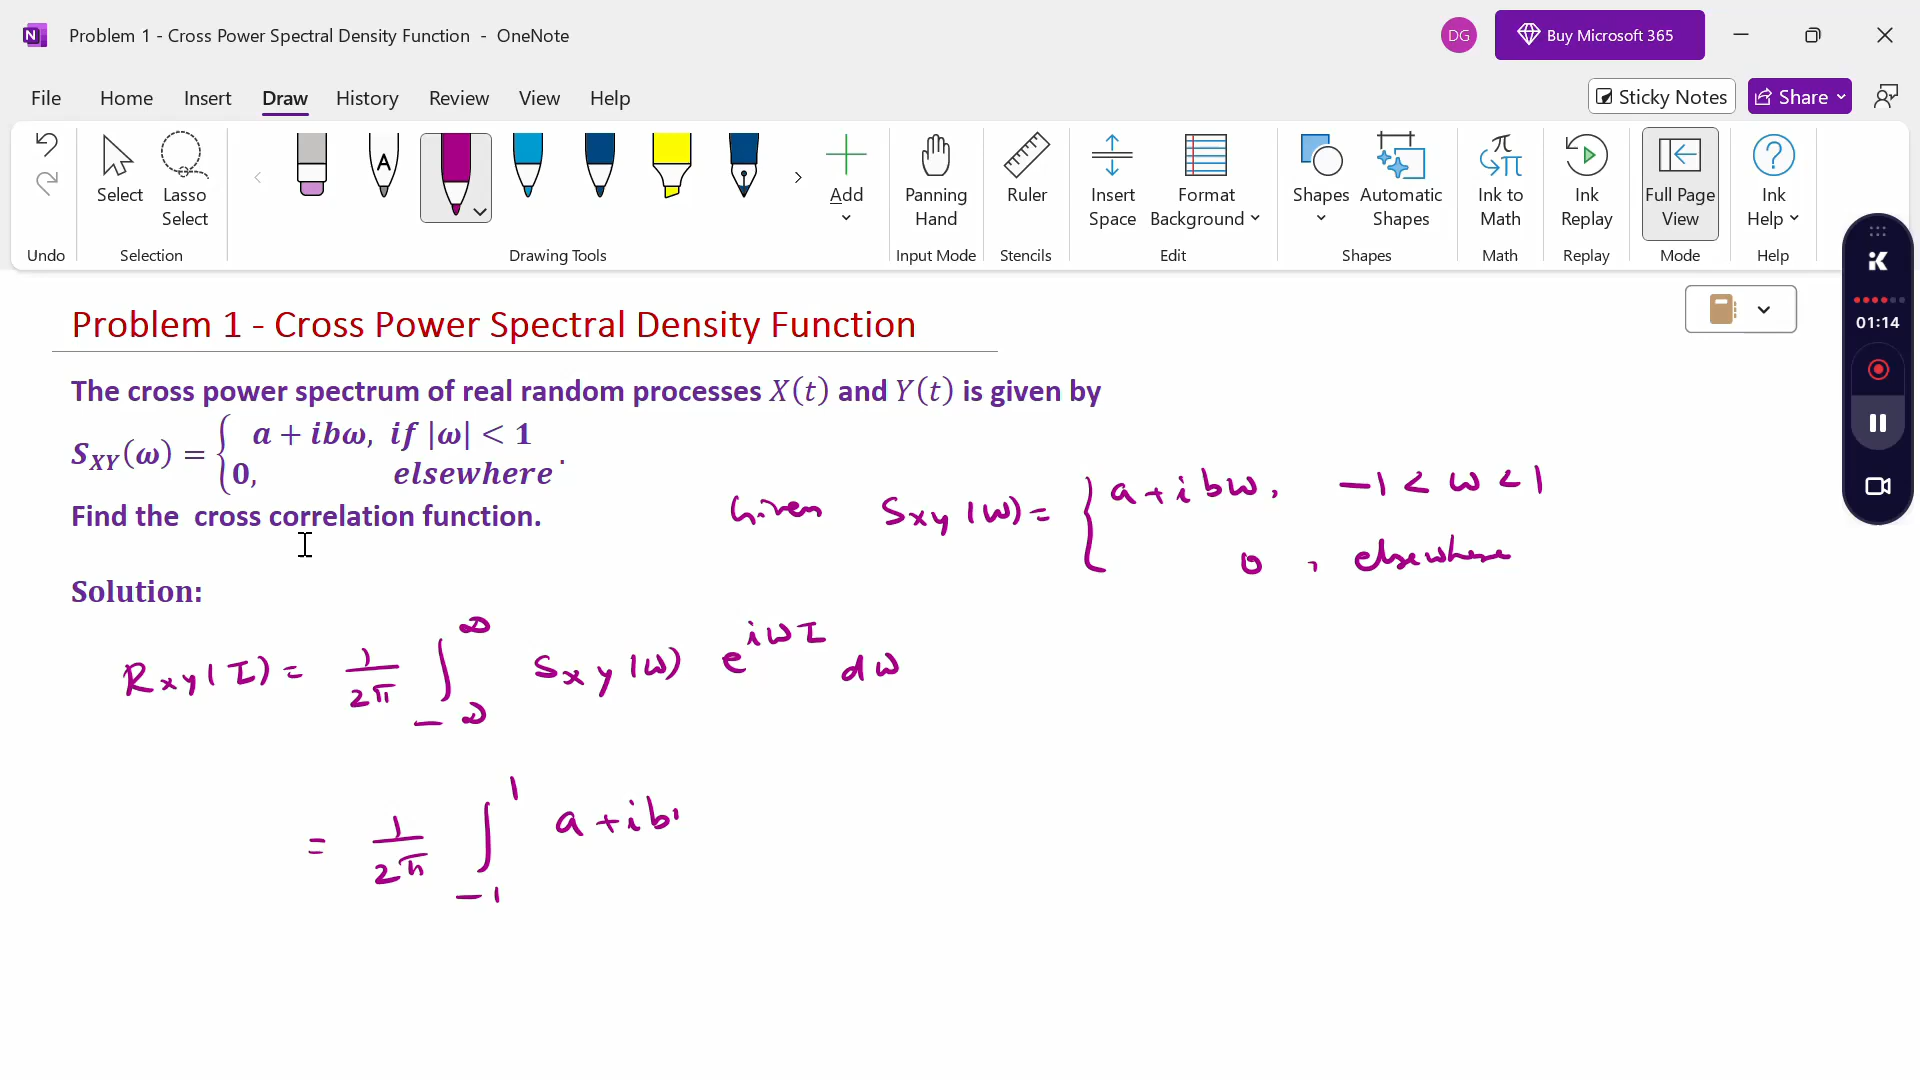 Problem 1 - Cross Power Spectral Density Function - OneNote
DG
Buy Microsoft 365
File Home Insert Draw History Review View Help
Sticky Notes
Share
Select
Lasso Select
A
Add
Panning Hand
Ruler
Insert Space
Format Background
Shapes
Automatic Shapes
Ink to Math
Ink Replay
Full Page View
Ink Help
Undo Selection Drawing Tools Input Mode Stencils Edit Shapes Math Replay Mode Help
01:14
Problem 1 - Cross Power Spectral Density Function
The cross power spectrum of real random processes X(t) and Y(t) is given by
S_XY(ω) = { a + ibω, if |ω| < 1
0, elsewhere .
Find the cross correlation function.
Given S_xy(ω) = { a + ibω, -1 < ω < 1
0 , elsewhere
Solution:
R_xy(τ) = 1/2π ∫_{-∞}^{∞} S_xy(ω) e^{iωτ} dω
= 1/2π ∫_{-1}^{1} a + ib